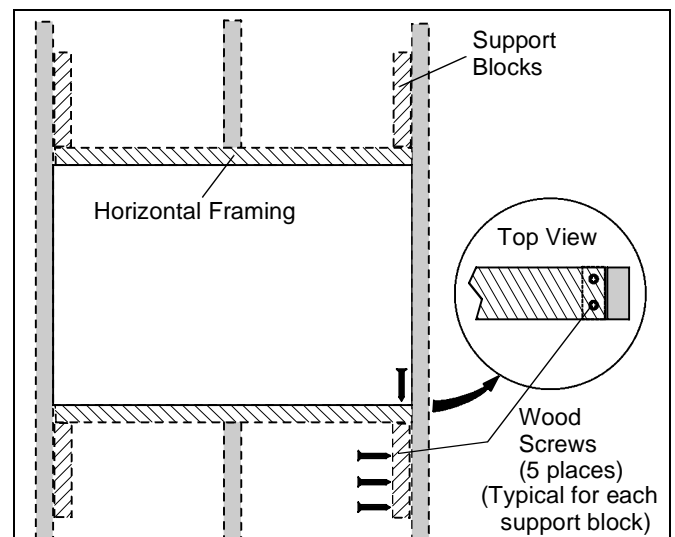 Support
Blocks
Horizontal Framing
Top View
Wood
Screws
(5 places)
(Typical for each
support block)